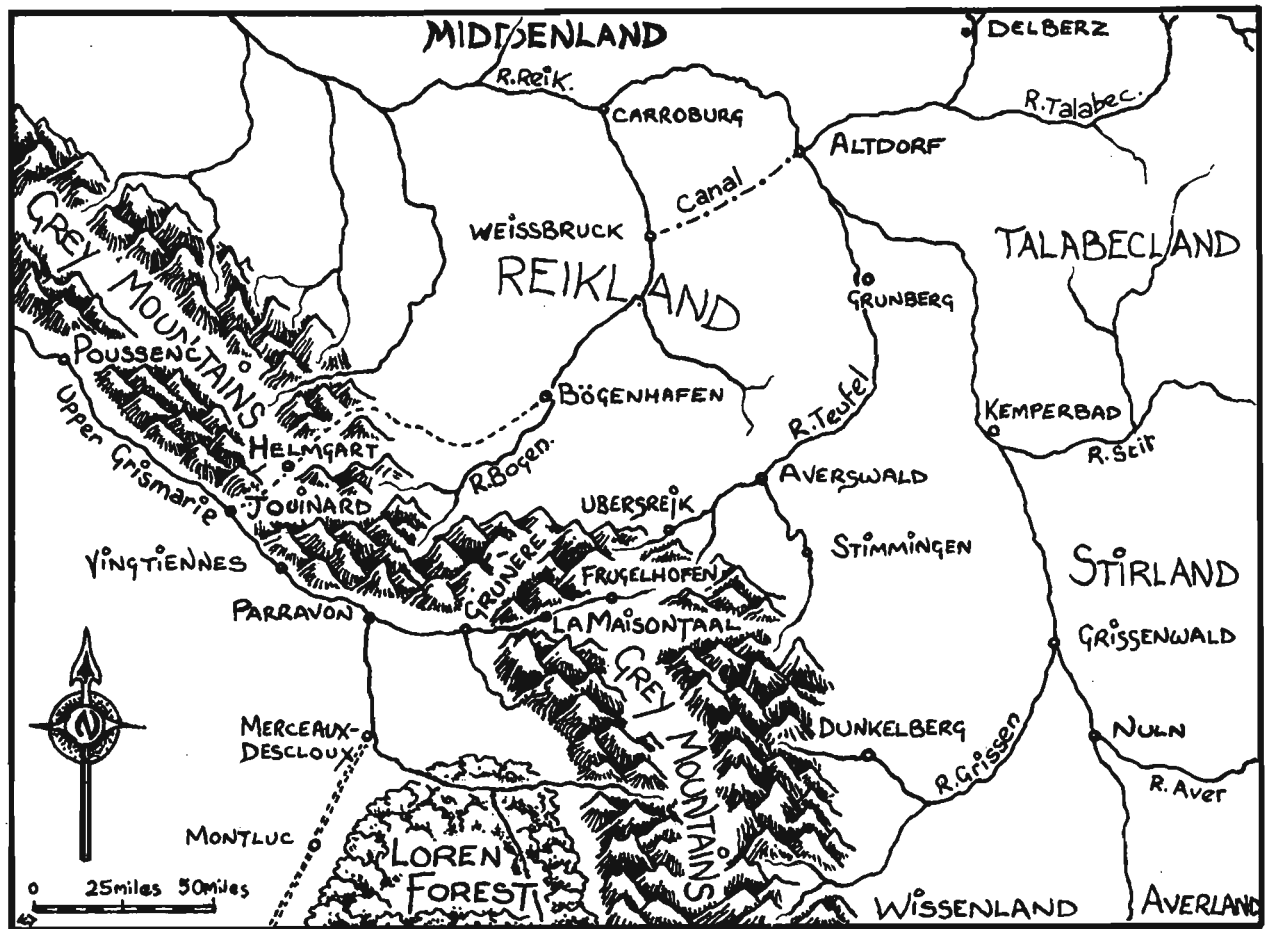 MIDDENLAND
DELBERZ
R.Reik.
R.Talabec.
CARROBURG
ALTDORF
Canal
WEISSBRUCK
TALABECLAND
REIKLAND
GREY MOUNTAINS
GRUNBERG
POUSSENC
BÖGENHAFEN
R.Teufel
KEMPERBAD
Upper Grismarie
HELMGART
R.Stir
R.Bogen.
AVERSWALD
JOUINARD
UBERSREIK
STIMMINGEN
VINGTIENNES
GRUNERE
FRUGELHOFEN
STIRLAND
PARRAVON
LA MAISONTAAL
GRISSENWALD
GREY MOUNTAINS
N
MERCEAUX-
DESCLOUX
DUNKELBERG
NULN
R.Grissen
R.Aver
MONTLUC
LOREN
FOREST
0 25miles 50miles
WISSENLAND
AVERLAND